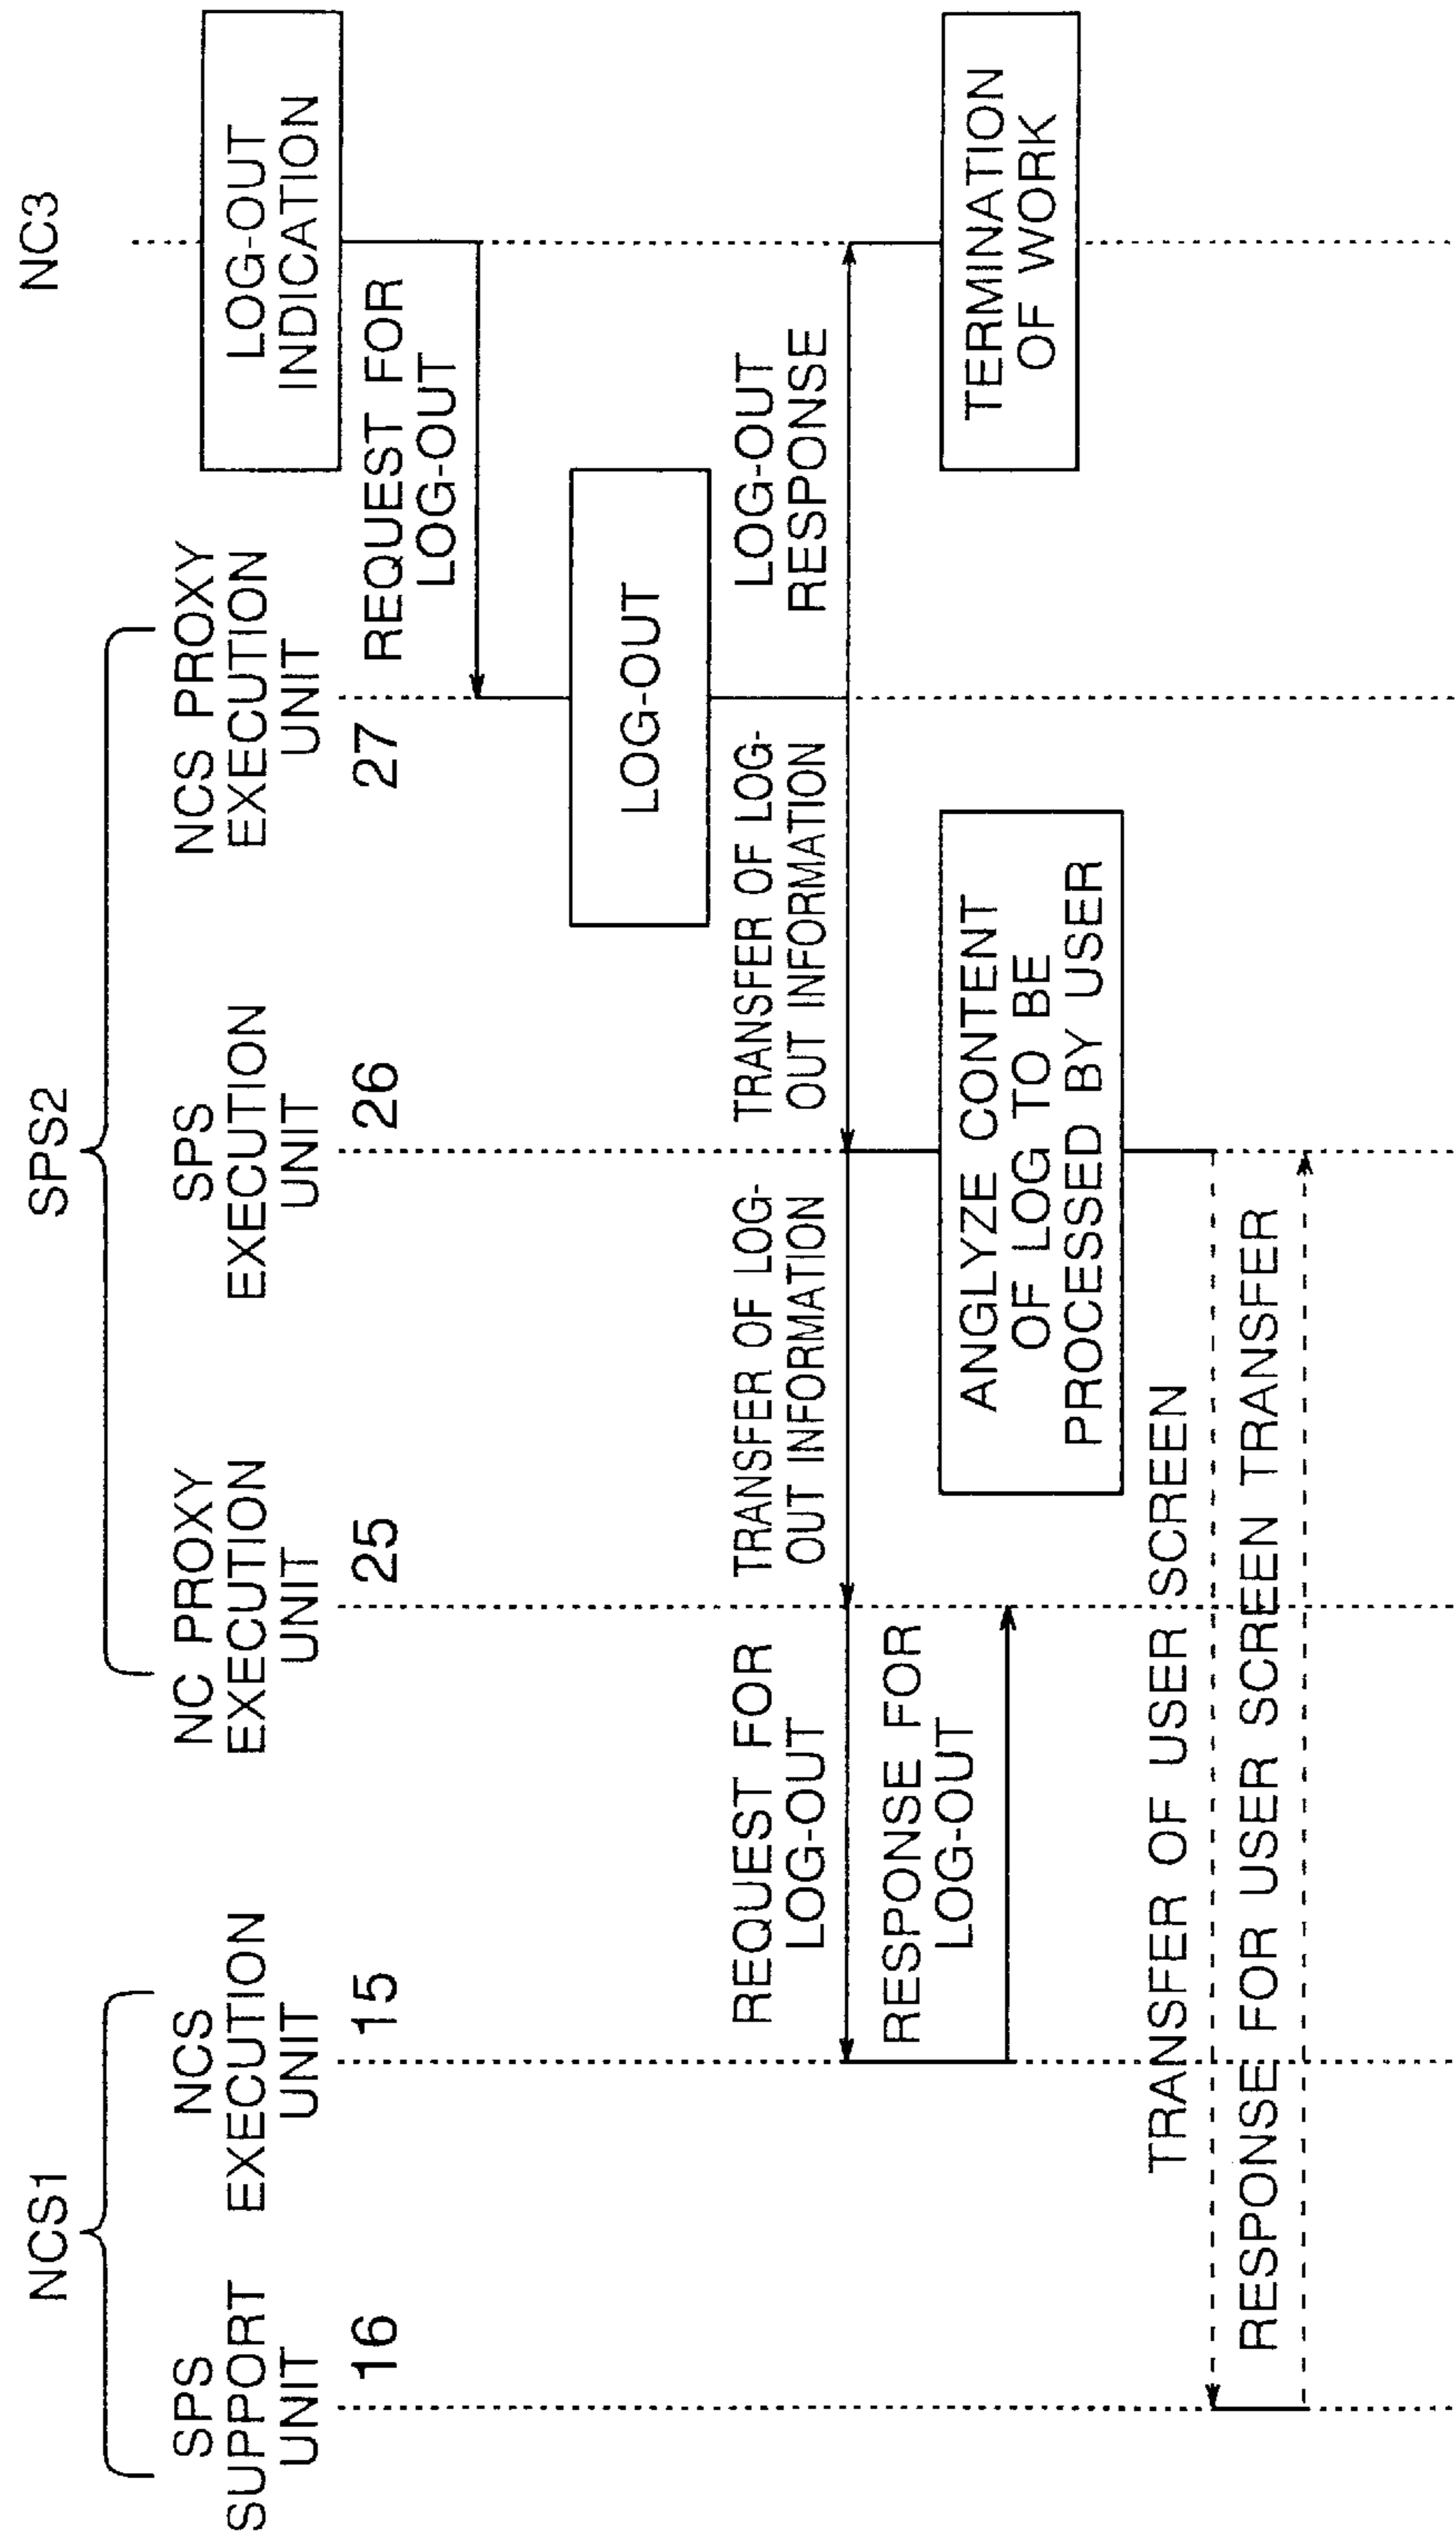 NCS1
SPS2
NC3
SPS
SUPPORT
UNIT
16
NCS
EXECUTION
UNIT
15
NC PROXY
EXECUTION
UNIT
25
SPS
EXECUTION
UNIT
26
NCS PROXY
EXECUTION
UNIT
27
LOG-OUT
INDICATION
REQUEST FOR
LOG-OUT
LOG-OUT
REQUEST FOR
LOG-OUT
TRANSFER OF LOG-
OUT INFORMATION
TRANSFER OF LOG-
OUT INFORMATION
LOG-OUT
RESPONSE
RESPONSE FOR
LOG-OUT
ANGLYZE CONTENT
OF LOG TO BE
PROCESSED BY USER
TERMINATION
OF WORK
TRANSFER OF USER SCREEN
RESPONSE FOR USER SCREEN TRANSFER